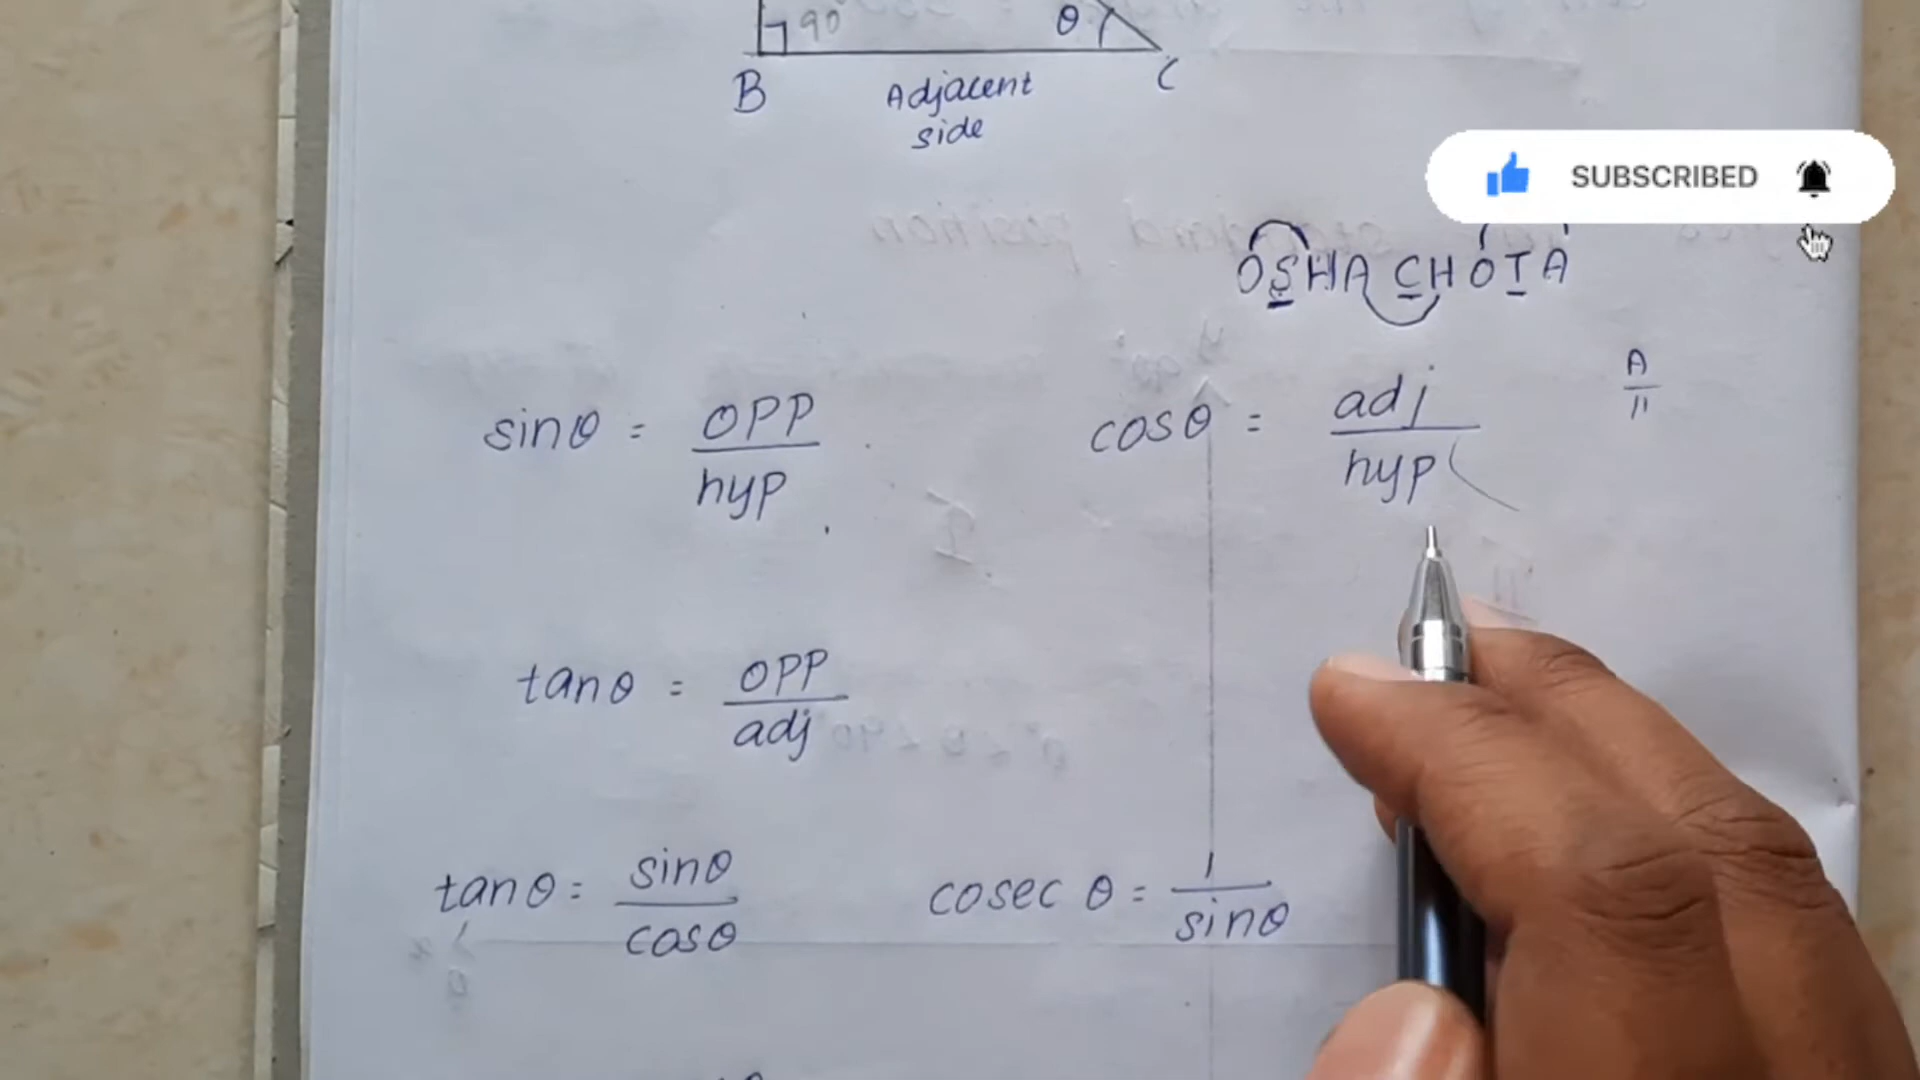 90°
θ
B
C
Adjacent
side
SUBSCRIBED
position
OSHA CHOTA
sinθ = OPP/hyp
cosθ = adj/hyp
A
tanθ = OPP/adj
tanθ = sinθ/cosθ
cosec θ = 1/sinθ